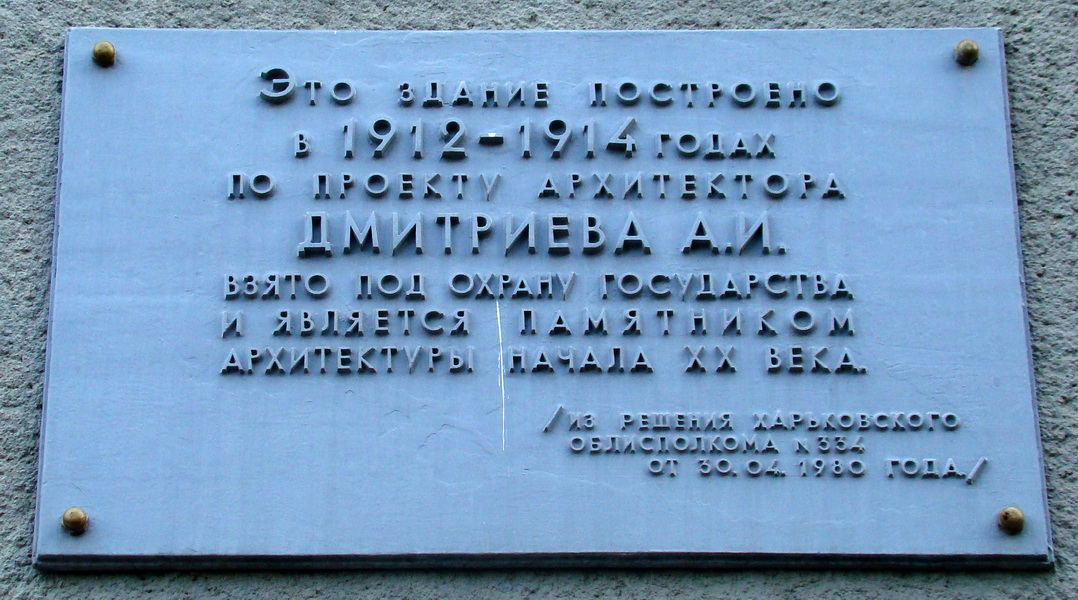 Это здание построено
в 1912-1914 годах
по проекту архитектора
Дмитриева А.И.
взято под охрану государства
и является памятником
архитектуры начала XX века.
/из решения Харьковского
облисполкома N 334
от 30.04.1980 года./